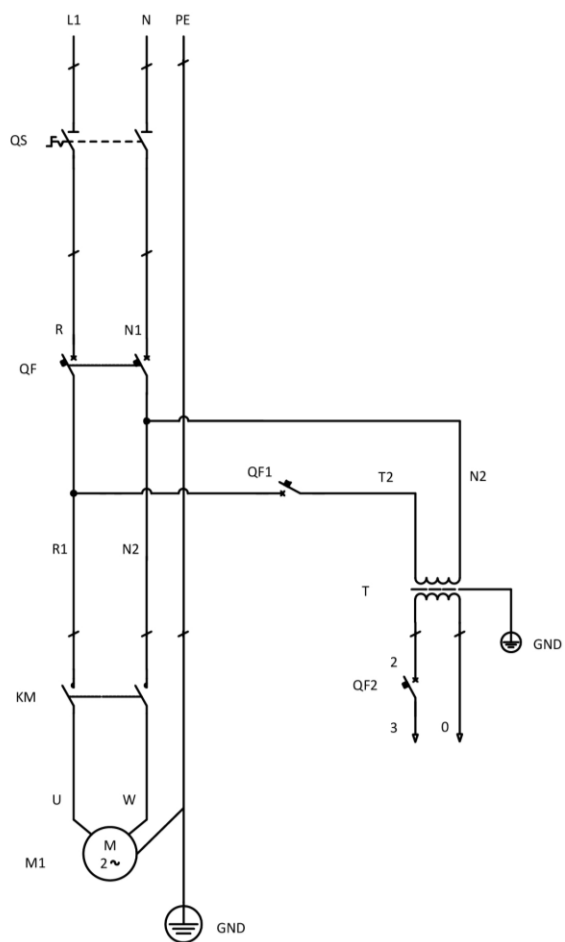 L1 N PE
QS
R N1
QF
QF1 T2 N2
R1 N2
T
GND
2
QF2
3 0
KM
U W
M
2~
M1
GND